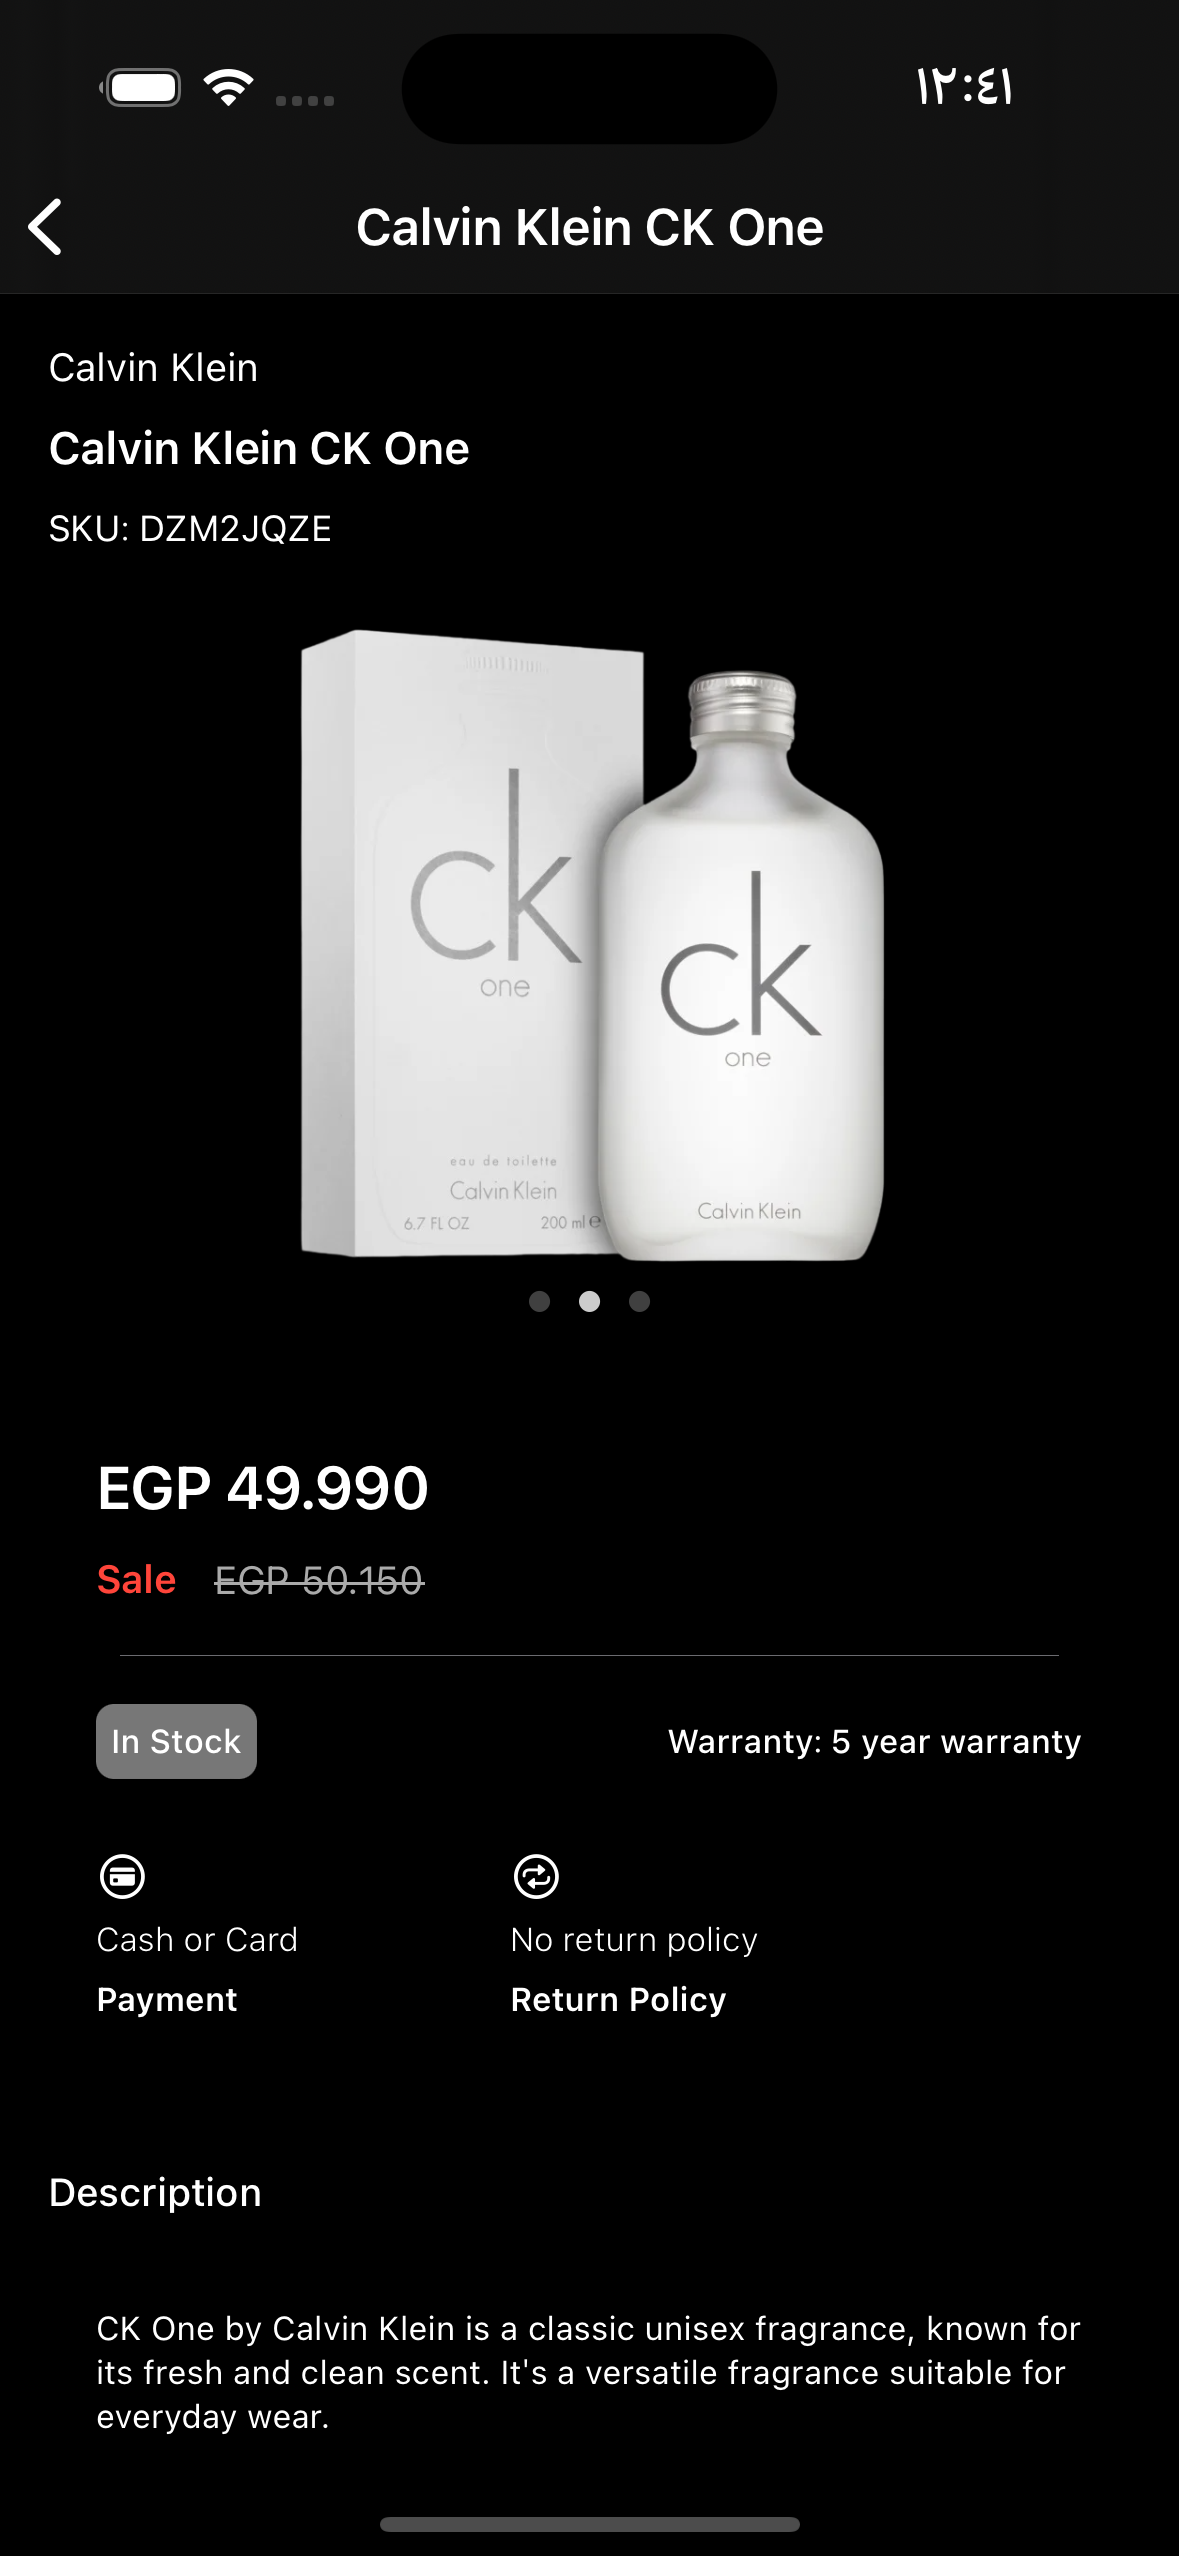 ١٢:٤١
Calvin Klein CK One
Calvin Klein
Calvin Klein CK One
SKU: DZM2JQZE
ck
one
eau de toilette
Calvin Klein
6.7 FL OZ 200 ml e
ck
one
Calvin Klein
EGP 49.990
Sale EGP 50.150
In Stock Warranty: 5 year warranty
Cash or Card No return policy
Payment Return Policy
Description
CK One by Calvin Klein is a classic unisex fragrance, known for
its fresh and clean scent. It's a versatile fragrance suitable for
everyday wear.